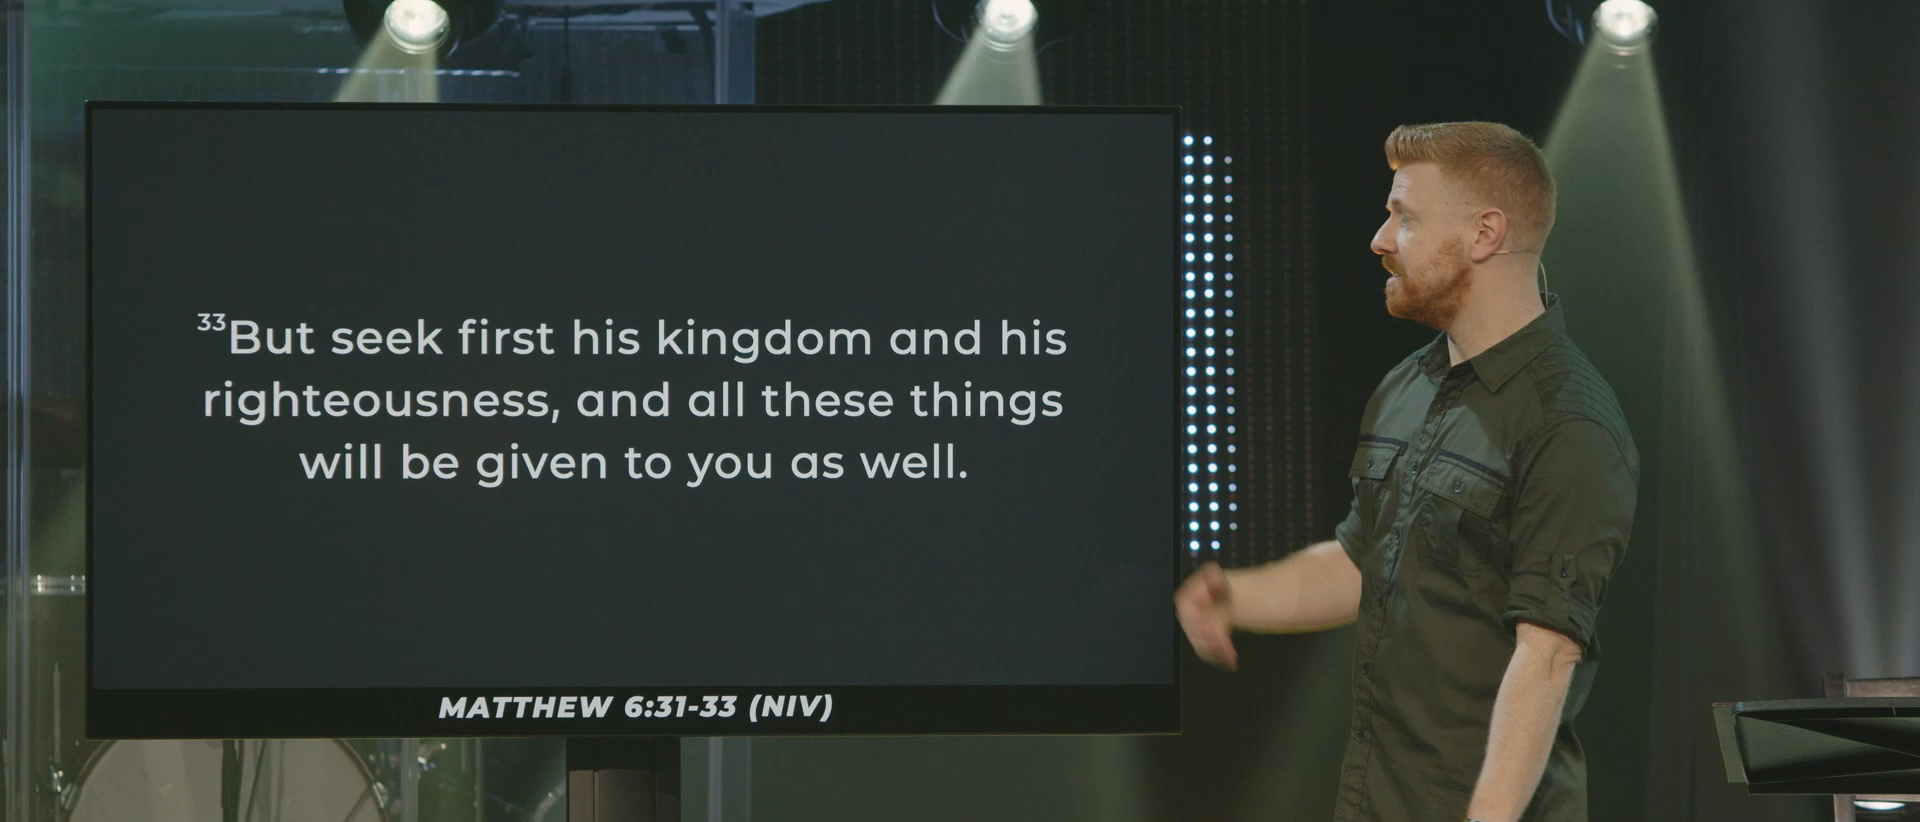 33But seek first his kingdom and his
righteousness, and all these things
will be given to you as well.
MATTHEW 6:31-33 (NIV)